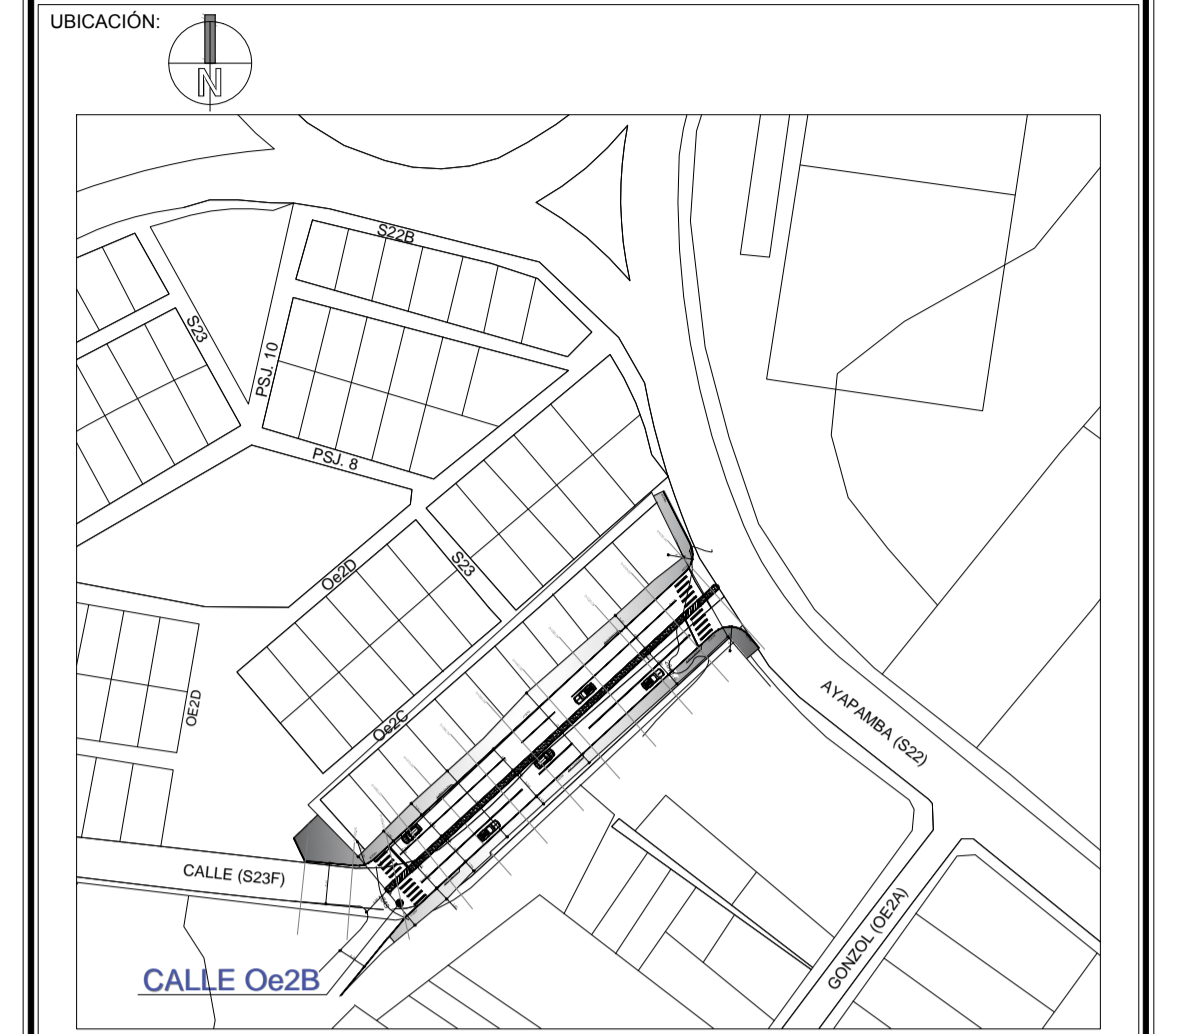 UBICACIÓN:
N
S22B
S23
PSJ. 10
PSJ. 8
Oe2D
S23
OE2D
Oe2C
AYAPAMBA (S22)
CALLE (S23F)
GONZOL (OE2A)
CALLE Oe2B